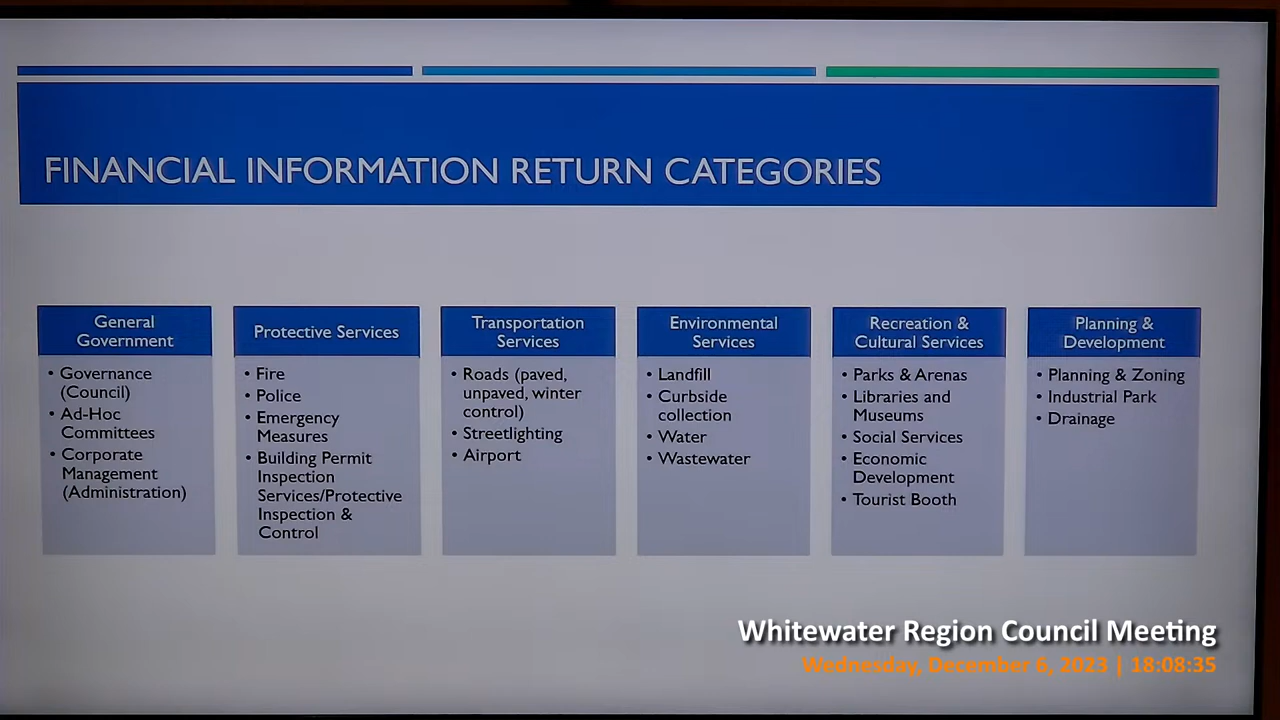 FINANCIAL INFORMATION RETURN CATEGORIES
General
Government
• Governance
(Council)
• Ad-Hoc
Committees
• Corporate
Management
(Administration)
Protective Services
• Fire
• Police
• Emergency
Measures
• Building Permit
Inspection
Services/Protective
Inspection &
Control
Transportation
Services
• Roads (paved,
unpaved, winter
control)
• Streetlighting
• Airport
Environmental
Services
• Landfill
• Curbside
collection
• Water
• Wastewater
Recreation &
Cultural Services
• Parks & Arenas
• Libraries and
Museums
• Social Services
• Economic
Development
• Tourist Booth
Planning &
Development
• Planning & Zoning
• Industrial Park
• Drainage
Whitewater Region Council Meeting
Wednesday, December 6, 2023 | 18:08:35